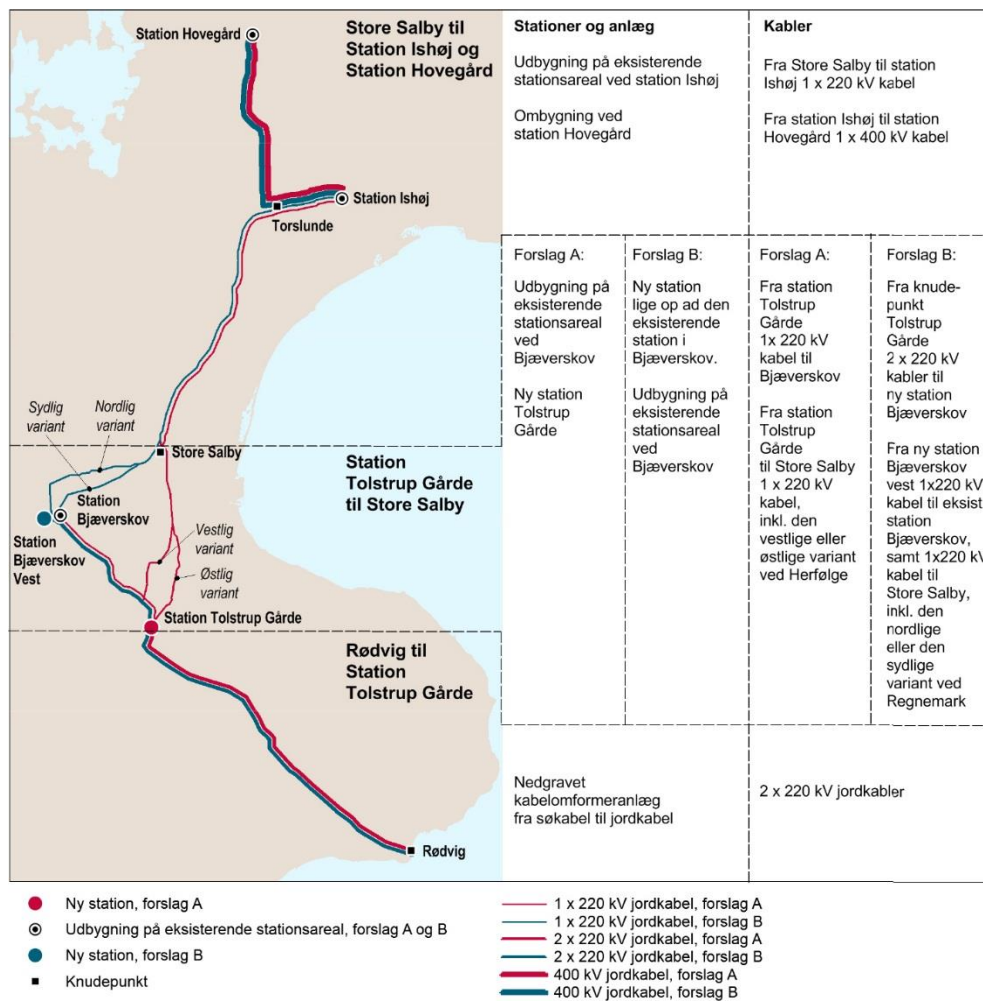 Station Hovegård
Store Salby til
Station Ishøj og
Station Hovegård
Station Ishøj
Torslunde
Sydlig
variant
Nordlig
variant
Store Salby
Station
Bjæverskov
Station
Bjæverskov
Vest
Vestlig
variant
Østlig
variant
Station
Tolstrup Gårde
til Store Salby
Station Tolstrup Gårde
Rødvig til
Station
Tolstrup Gårde
Rødvig
Stationer og anlæg
Udbygning på eksisterende
stationsareal ved station Ishøj
Ombygning ved
station Hovegård
Kabler
Fra Store Salby til station
Ishøj 1 x 220 kV kabel
Fra station Ishøj til station
Hovegård 1 x 400 kV kabel
Forslag A:
Udbygning på
eksisterende
stationsareal
ved
Bjæverskov
Ny station
Tolstrup
Gårde
Forslag B:
Ny station
lige op ad den
eksisterende
station i
Bjæverskov.
Udbygning på
eksisterende
stationsareal
ved
Bjæverskov
Forslag A:
Fra station
Tolstrup
Gårde
1x 220 kV
kabel til
Bjæverskov
Fra station
Tolstrup
Gårde
til Store Salby
1 x 220 kV
kabel,
inkl. den
vestlige eller
østlige variant
ved Herfølge
Forslag B:
Fra knude-
punkt
Tolstrup
Gårde
2 x 220 kV
kabler til
ny station
Bjæverskov
Fra ny station
Bjæverskov
vest 1x220 kV
kabel til eksist.
station
Bjæverskov,
samt 1x220 kV
kabel til
Store Salby,
inkl. den
nordlige
eller den
sydlige
variant ved
Regnemark
Nedgravet
kabelomformeranlæg
fra søkabel til jordkabel
2 x 220 kV jordkabler
Ny station, forslag A
Udbygning på eksisterende stationsareal, forslag A og B
Ny station, forslag B
Knudepunkt
1 x 220 kV jordkabel, forslag A
1 x 220 kV jordkabel, forslag B
2 x 220 kV jordkabel, forslag A
2 x 220 kV jordkabel, forslag B
400 kV jordkabel, forslag A
400 kV jordkabel, forslag B